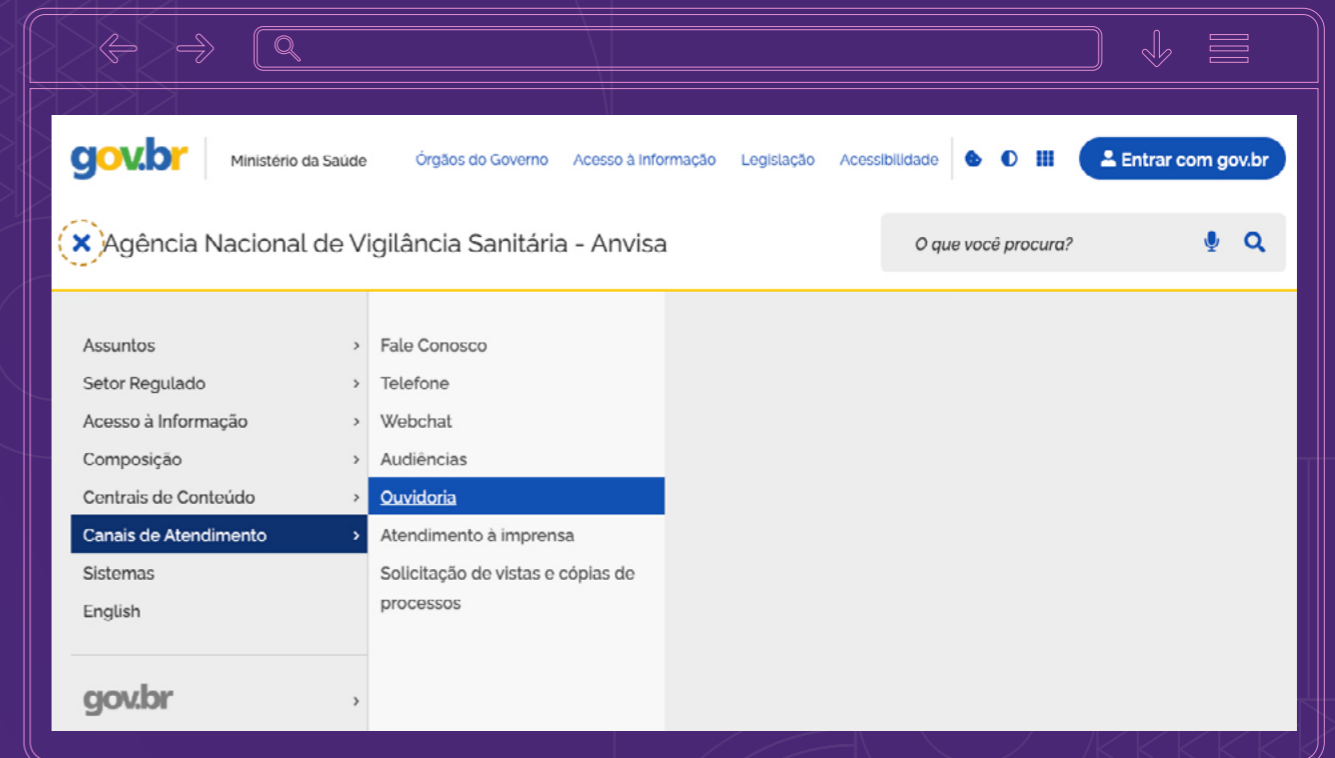 gov.br
Ministério da Saúde
Órgãos do Governo
Acesso à Informação
Legislação
Acessibilidade
Entrar com gov.br
Agência Nacional de Vigilância Sanitária - Anvisa
O que você procura?
Assuntos
Setor Regulado
Acesso à Informação
Composição
Centrais de Conteúdo
Canais de Atendimento
Sistemas
English
gov.br
Fale Conosco
Telefone
Webchat
Audiências
Ouvidoria
Atendimento à imprensa
Solicitação de vistas e cópias de
processos